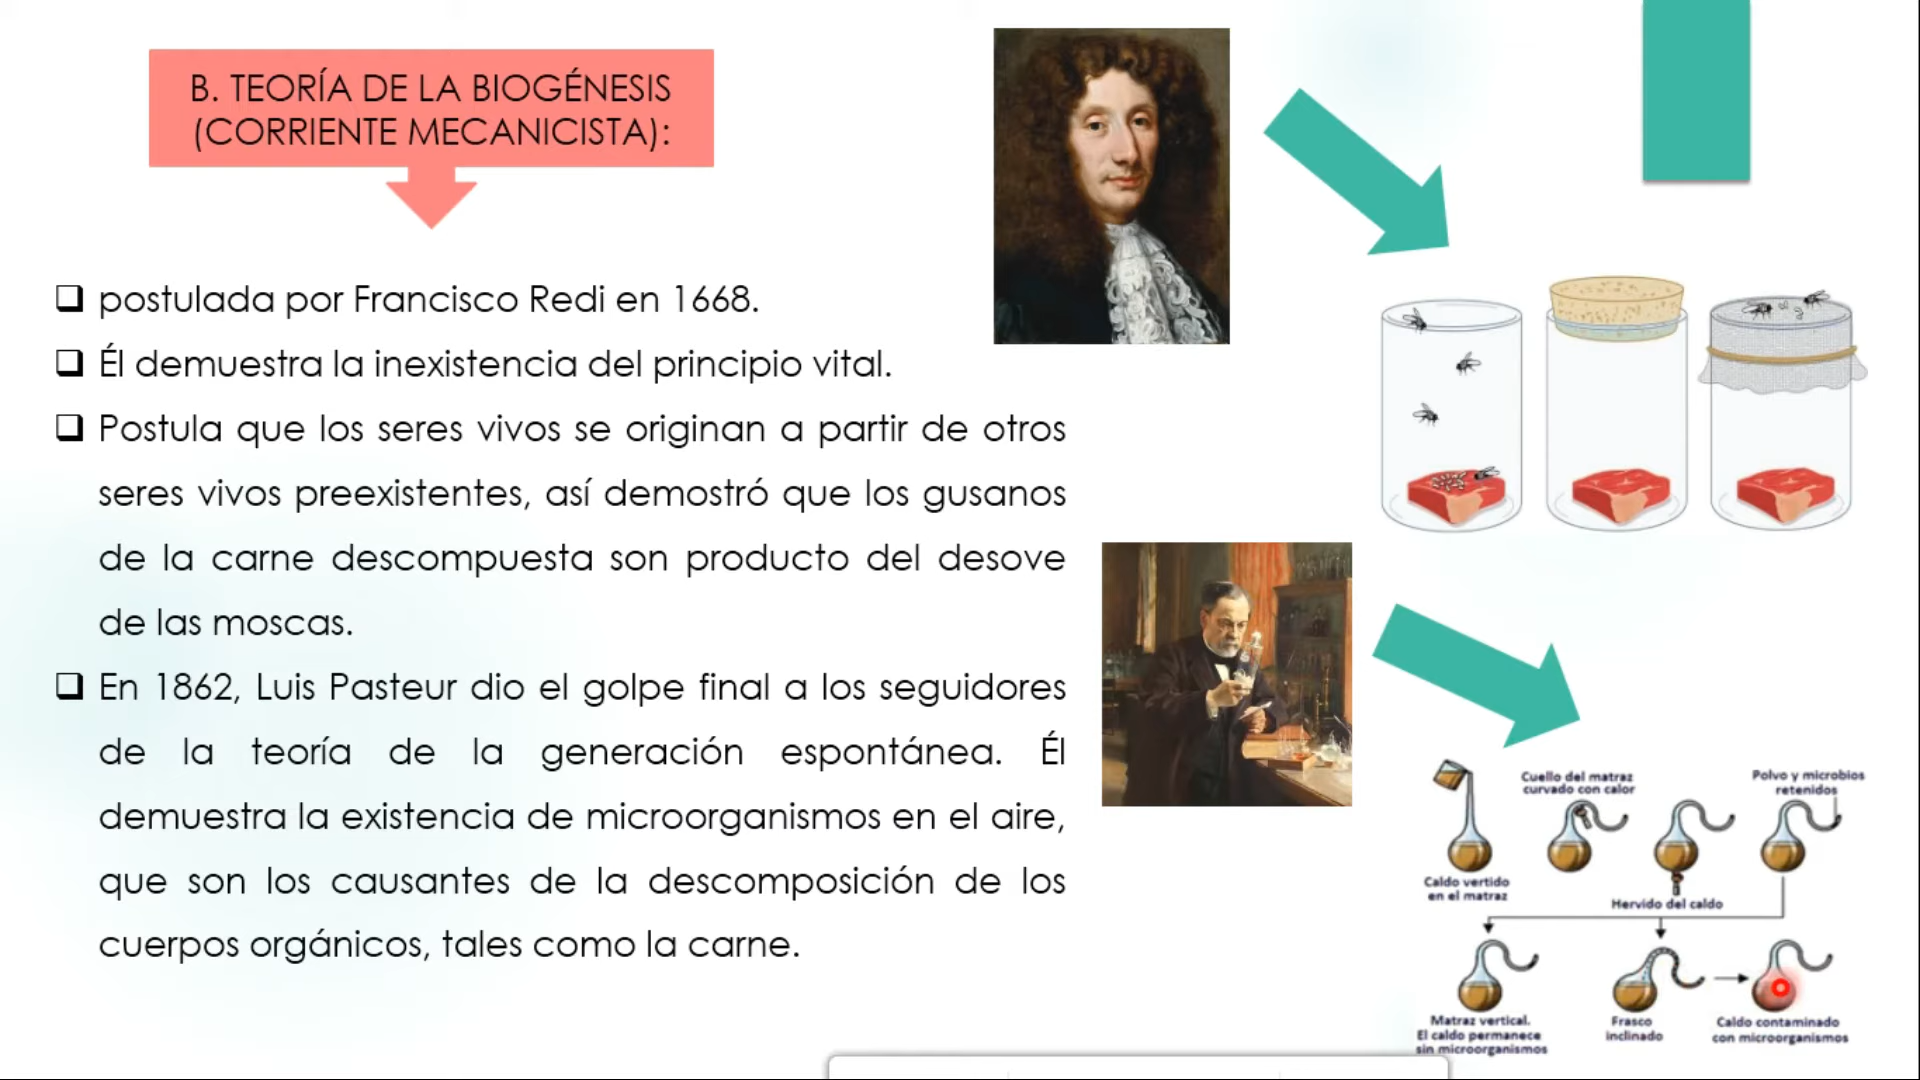 B. TEORÍA DE LA BIOGÉNESIS
(CORRIENTE MECANICISTA):
postulada por Francisco Redi en 1668.
Él demuestra la inexistencia del principio vital.
Postula que los seres vivos se originan a partir de otros
seres vivos preexistentes, así demostró que los gusanos
de la carne descompuesta son producto del desove
de las moscas.
En 1862, Luis Pasteur dio el golpe final a los seguidores
de la teoría de la generación espontánea. Él
demuestra la existencia de microorganismos en el aire,
que son los causantes de la descomposición de los
cuerpos orgánicos, tales como la carne.
Cuello del matraz
curvado con calor
Polvo y microbios
retenidos
Caldo vertido
en el matraz
Hervido del caldo
Matraz vertical.
El caldo permanece
sin microorganismos
Frasco
inclinado
Caldo contaminado
con microorganismos